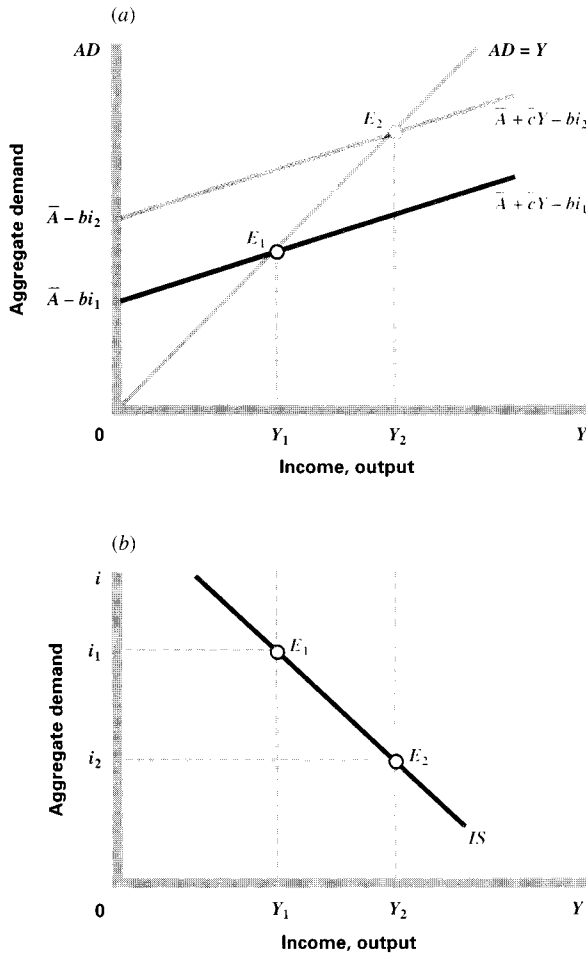 (a)
AD
AD = Y
E₂
A̅ + c̅Y – bi₂
A̅ – bi₂
A̅ + c̅Y – bi₁
E₁
A̅ – bi₁
Aggregate demand
0
Y₁
Y₂
Y
Income, output
(b)
i
i₁
E₁
i₂
E₂
Aggregate demand
IS
0
Y₁
Y₂
Y
Income, output